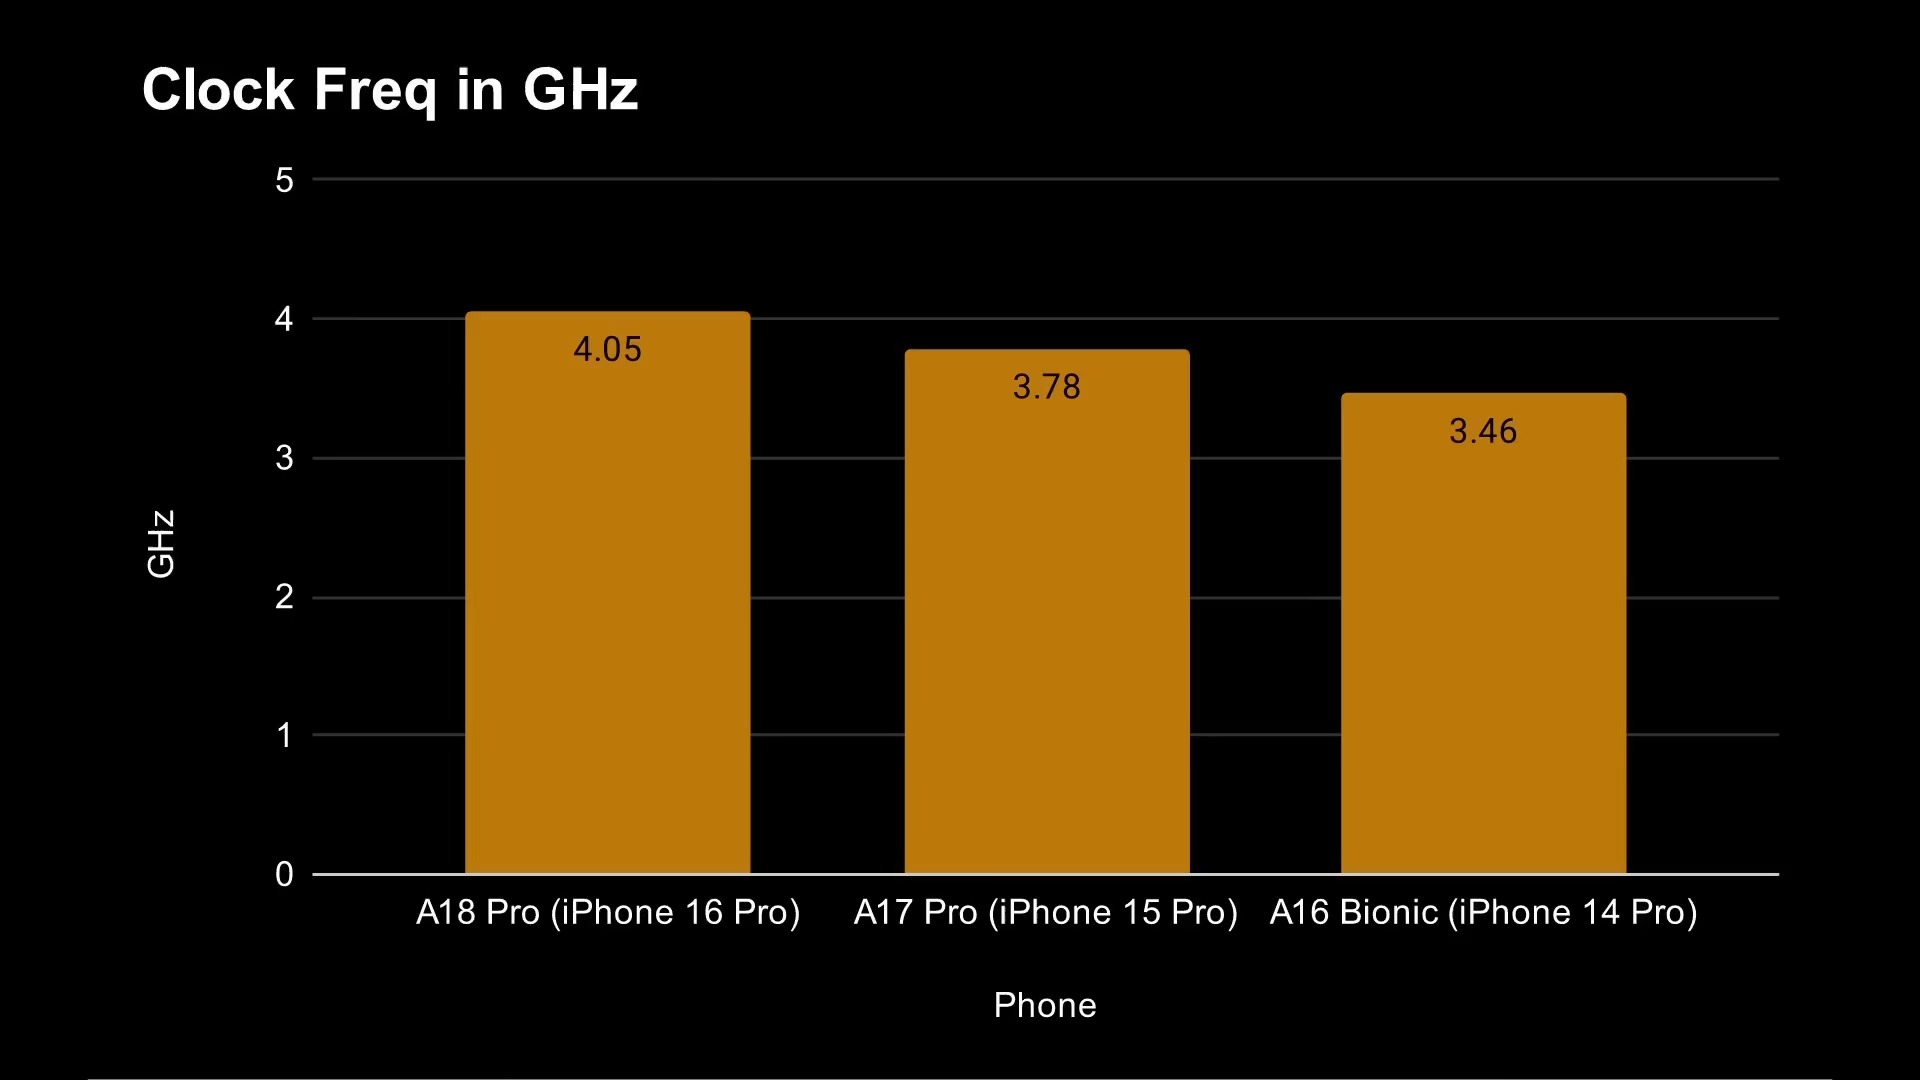 Clock Freq in GHz
5
4
3
2
1
0
GHz
4.05
3.78
3.46
A18 Pro (iPhone 16 Pro)
A17 Pro (iPhone 15 Pro)
A16 Bionic (iPhone 14 Pro)
Phone